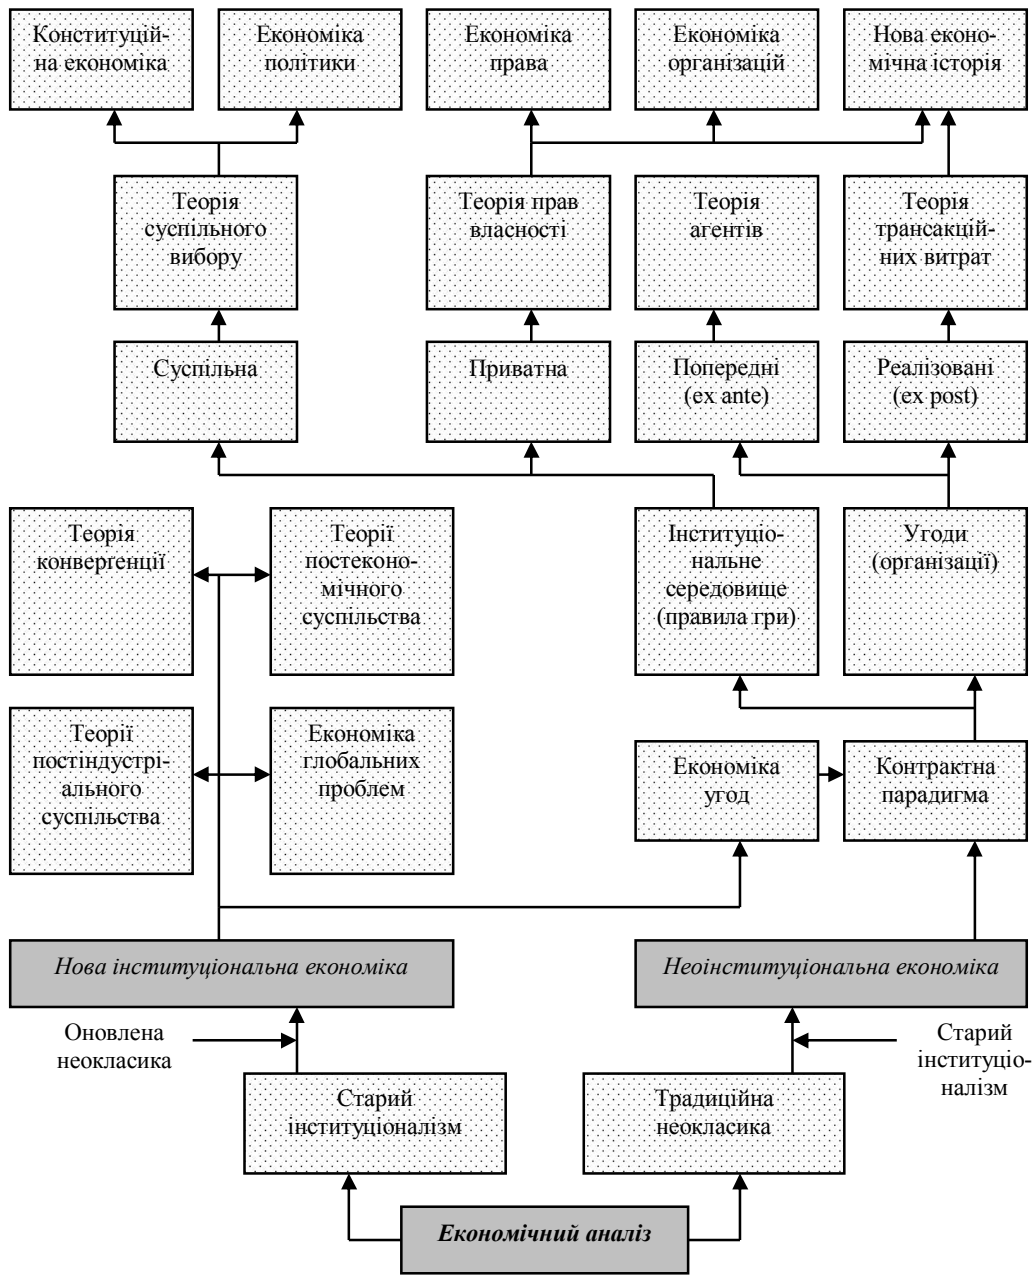 Конституцій-
на економіка
Економіка
політики
Економіка
права
Економіка
організацій
Нова еконо-
мічна історія
Теорія
суспільного
вибору
Теорія прав
власності
Теорія
агентів
Теорія
трансакцій-
них витрат
Суспільна
Приватна
Попередні
(ex ante)
Реалізовані
(ex post)
Теорія
конверґенції
Теорії
постеконо-
мічного
суспільства
Інституціо-
нальне
середовище
(правила гри)
Угоди
(організації)
Теорії
постіндустрі-
ального
суспільства
Економіка
глобальних
проблем
Економіка
угод
Контрактна
парадигма
Нова інституціональна економіка
Неоінституціональна економіка
Оновлена
неокласика
Старий
інституціо-
налізм
Старий
інституціоналізм
Традиційна
неокласика
Економічний аналіз